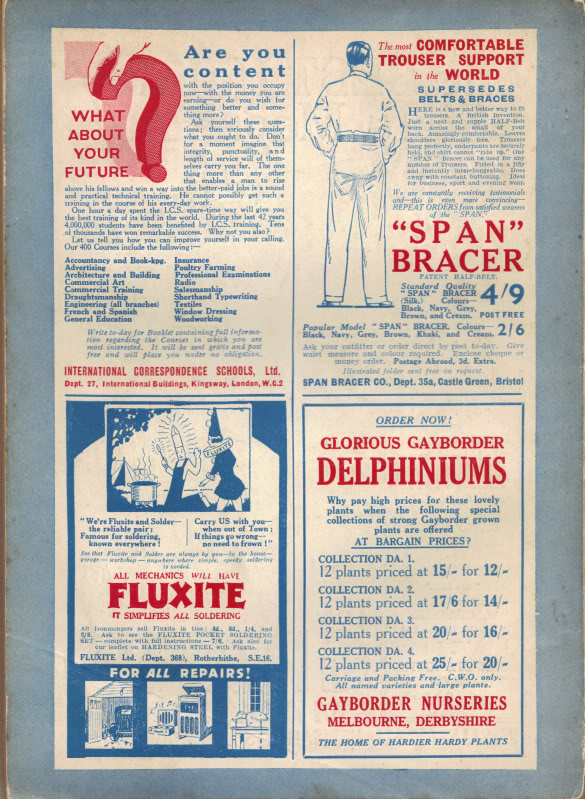 Are you
content
WHAT
ABOUT
YOUR
FUTURE
with the position you occupy
now—with the money you are
earning—or do you wish for
something better and some-
thing more?
Ask yourself these ques-
tions; then seriously consider
what you ought to do. Don't
for a moment imagine that
integrity, punctuality, and
length of service will of them-
selves carry you far. The one
thing more than any other
that enables a man to rise
above his fellows and win a way into the better-paid jobs is a sound
and practical technical training. He cannot possibly get such a
training in the course of his every-day work.
One hour a day spent the I.C.S. spare-time way will give you
the best training of its kind in the world. During the last 42 years
4,000,000 students have been benefited by I.C.S. training. Tens
of thousands have won remarkable success. Why not you also?
Let us tell you how you can improve yourself in your calling.
Our 400 Courses include the following:—
Accountancy and Book-kpg.
Advertising
Architecture and Building
Commercial Art
Commercial Training
Draughtsmanship
Engineering (all branches)
French and Spanish
General Education
Insurance
Poultry Farming
Professional Examinations
Radio
Salesmanship
Shorthand Typewriting
Textiles
Window Dressing
Woodworking
Write to-day for Booklet containing full informa-
tion regarding the Courses in which you are
most interested. It will be sent gratis and post
free and will place you under no obligation.
INTERNATIONAL CORRESPONDENCE SCHOOLS, Ltd.
Dept. 27, International Buildings, Kingsway, London, W.C.2
The most COMFORTABLE
TROUSER SUPPORT
in the WORLD
SUPERSEDES
BELTS & BRACES
HERE is a new and better way to fit
trousers. A British Invention.
Just a neat and supple HALF-Belt
worn across the small of your
back. Amazingly comfortable. Leaves
shoulders gloriously free. Trousers
hang perfectly, underpants are securely
held, and shirt cannot "ride up." One
"SPAN" Bracer can be used for any
number of Trousers. Fitted in a jiffy
and instantly interchangeable. Does
away with constant buttoning. Ideal
for business, sport and evening wear.
We are constantly receiving testimonials
and—this is even more convincing—
REPEAT ORDERS from satisfied wearers
of the "SPAN."
"SPAN"
BRACER
PATENT HALF-BELT.
Standard Quality
"SPAN" BRACER
(Silk.) Colours—
Black, Navy, Grey,
Brown, and Cream.
4/9
POST FREE
Popular Model "SPAN" BRACER. Colours—
Black, Navy, Grey, Brown, Khaki, and Cream.
2/6
Ask your outfitter or order direct by post to-day. Give
waist measure and colour required. Enclose cheque or
money order. Postage Abroad, 3d. Extra.
Illustrated folder sent free on request.
SPAN BRACER CO., Dept. 35a, Castle Green, Bristol
FLUXITE
"We're Fluxite and Solder—
the reliable pair;
Famous for soldering,
known everywhere!
Carry US with you—
when out of Town;
If things go wrong—
no need to frown!"
See that Fluxite and Solder are always by you—in the house—
garage — workshop — anywhere where simple, speedy soldering
is needed.
ALL MECHANICS WILL HAVE
FLUXITE
IT SIMPLIFIES ALL SOLDERING
All Ironmongers sell Fluxite in tins: 4d., 8d., 1/4, and
2/8. Ask to see the FLUXITE POCKET SOLDERING
SET—complete with full instructions—7/6. Ask also for
our leaflet on HARDENING STEEL with Fluxite.
FLUXITE Ltd. (Dept. 368), Rotherhithe, S.E.16.
FOR ALL REPAIRS!
ORDER NOW!
GLORIOUS GAYBORDER
DELPHINIUMS
Why pay high prices for these lovely
plants when the following special
collections of strong Gayborder grown
plants are offered
AT BARGAIN PRICES?
COLLECTION DA. 1.
12 plants priced at 15/- for 12/-
COLLECTION DA. 2.
12 plants priced at 17/6 for 14/-
COLLECTION DA. 3.
12 plants priced at 20/- for 16/-
COLLECTION DA. 4.
12 plants priced at 25/- for 20/-
Carriage and Packing Free. C.W.O. only.
All named varieties and large plants.
GAYBORDER NURSERIES
MELBOURNE, DERBYSHIRE
THE HOME OF HARDIER HARDY PLANTS